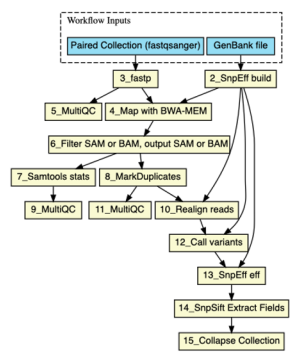 Workflow Inputs
Paired Collection (fastqsanger)
GenBank file
3_fastp
2_SnpEff build
5_MultiQC
4_Map with BWA-MEM
6_Filter SAM or BAM, output SAM or BAM
7_Samtools stats
8_MarkDuplicates
9_MultiQC
11_MultiQC
10_Realign reads
12_Call variants
13_SnpEff eff
14_SnpSift Extract Fields
15_Collapse Collection